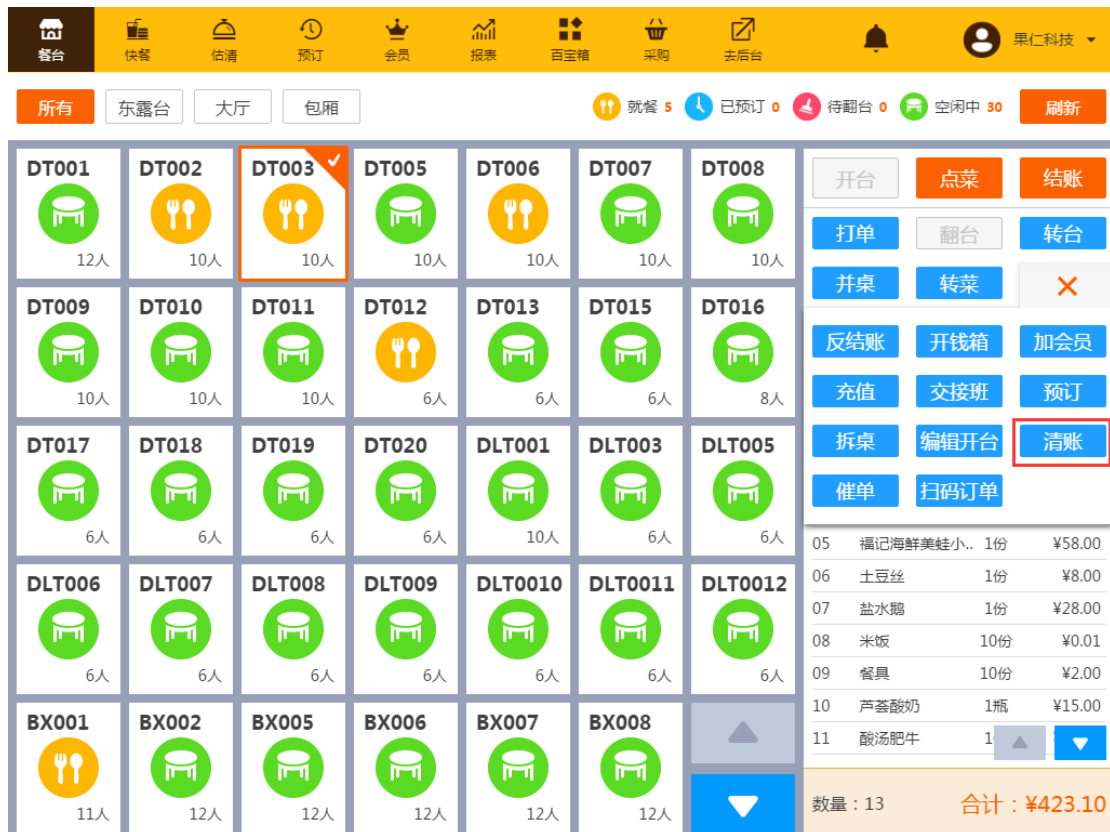 餐台 快餐 估清 预订 会员 报表 百宝箱 采购 去后台 果仁科技
所有 东露台 大厅 包厢 就餐 5 已预订 0 待翻台 0 空闲中 30 刷新
DT001 DT002 DT003 DT005 DT006 DT007 DT008
12人 10人 10人 10人 10人 10人 10人
DT009 DT010 DT011 DT012 DT013 DT015 DT016
10人 10人 10人 6人 6人 6人 8人
DT017 DT018 DT019 DT020 DLT001 DLT003 DLT005
6人 6人 6人 6人 10人 6人 6人
DLT006 DLT007 DLT008 DLT009 DLT0010 DLT0011 DLT0012
6人 6人 6人 6人 6人 6人 6人
BX001 BX002 BX005 BX006 BX007 BX008
11人 12人 12人 12人 12人 12人
开台 点菜 结账
打单 翻台 转台
并桌 转菜
反结账 开钱箱 加会员
充值 交接班 预订
拆桌 编辑开台 清账
催单 扫码订单
05 福记海鲜美蛙小.. 1份 ¥58.00
06 土豆丝 1份 ¥8.00
07 盐水鹅 1份 ¥28.00
08 米饭 10份 ¥0.01
09 餐具 10份 ¥2.00
10 芦荟酸奶 1瓶 ¥15.00
11 酸汤肥牛 1
数量：13 合计：¥423.10